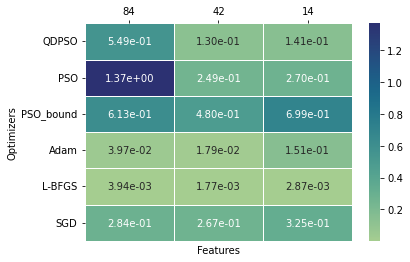 84 42 14
QDPSO 5.49e-01 1.30e-01 1.41e-01
PSO 1.37e+00 2.49e-01 2.70e-01
PSO_bound 6.13e-01 4.80e-01 6.99e-01
Adam 3.97e-02 1.79e-02 1.51e-01
L-BFGS 3.94e-03 1.77e-03 2.87e-03
SGD 2.84e-01 2.67e-01 3.25e-01
Optimizers
Features
1.2
1.0
0.8
0.6
0.4
0.2